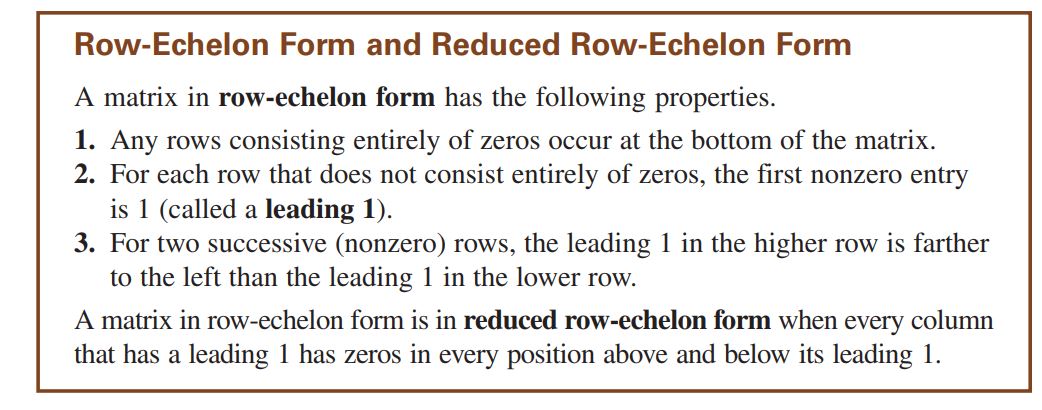 Row-Echelon Form and Reduced Row-Echelon Form
A matrix in row-echelon form has the following properties.
1. Any rows consisting entirely of zeros occur at the bottom of the matrix.
2. For each row that does not consist entirely of zeros, the first nonzero entry
is 1 (called a leading 1).
3. For two successive (nonzero) rows, the leading 1 in the higher row is farther
to the left than the leading 1 in the lower row.
A matrix in row-echelon form is in reduced row-echelon form when every column
that has a leading 1 has zeros in every position above and below its leading 1.